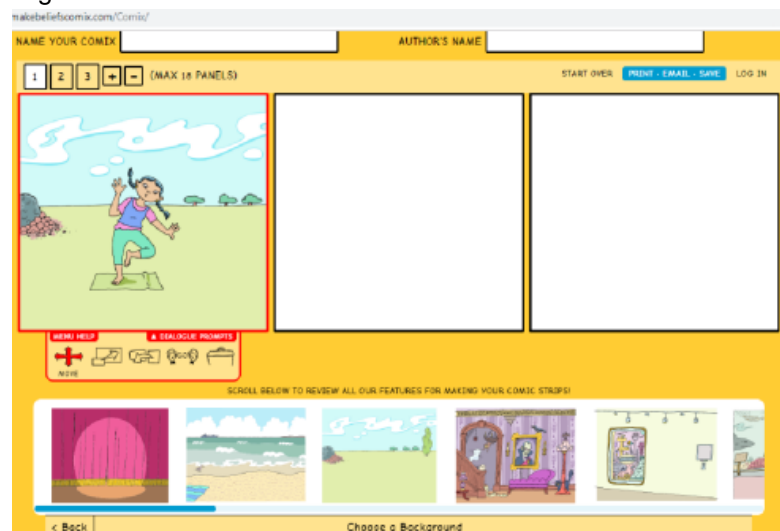 makebeliefscomix.com/Comix/
NAME YOUR COMIX AUTHOR'S NAME
1 2 3 + - (MAX 18 PANELS) START OVER PRINT - EMAIL - SAVE LOG IN
MENU HELP ▲ DIALOGUE PROMPTS
MOVE
SCROLL BELOW TO REVIEW ALL OUR FEATURES FOR MAKING YOUR COMIC STRIPS!
< Back Choose a Background